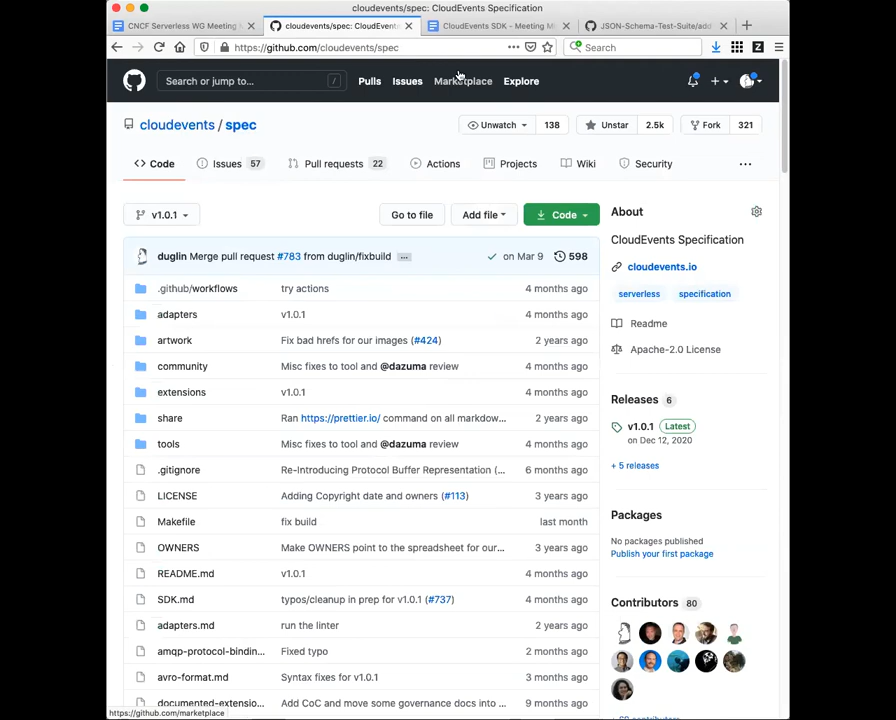 cloudevents/spec: CloudEvents Specification
CNCF Serverless WG Meeting M
cloudevents/spec: CloudEvents
CloudEvents SDK – Meeting Min
JSON-Schema-Test-Suite/add
https://github.com/cloudevents/spec
Search
Search or jump to... /
Pulls Issues Marketplace Explore
cloudevents / spec
Unwatch 138 Unstar 2.5k Fork 321
Code Issues 57 Pull requests 22 Actions Projects Wiki Security
v1.0.1 Go to file Add file Code
duglin Merge pull request #783 from duglin/fixbuild ... on Mar 9 598
.github/workflows try actions 4 months ago
adapters v1.0.1 4 months ago
artwork Fix bad hrefs for our images (#424) 2 years ago
community Misc fixes to tool and @dazuma review 4 months ago
extensions v1.0.1 4 months ago
share Ran https://prettier.io/ command on all markdow... 2 years ago
tools Misc fixes to tool and @dazuma review 4 months ago
.gitignore Re-Introducing Protocol Buffer Representation (... 6 months ago
LICENSE Adding Copyright date and owners (#113) 3 years ago
Makefile fix build last month
OWNERS Make OWNERS point to the spreadsheet for our... 3 years ago
README.md v1.0.1 4 months ago
SDK.md typos/cleanup in prep for v1.0.1 (#737) 4 months ago
adapters.md run the linter 2 years ago
amqp-protocol-bindin... Fixed typo 2 months ago
avro-format.md Syntax fixes for v1.0.1 3 months ago
documented-extensio... Add CoC and move some governance docs into ... 9 months ago
About
CloudEvents Specification
cloudevents.io
serverless specification
Readme
Apache-2.0 License
Releases 6
v1.0.1 Latest
on Dec 12, 2020
+ 5 releases
Packages
No packages published
Publish your first package
Contributors 80
https://github.com/marketplace